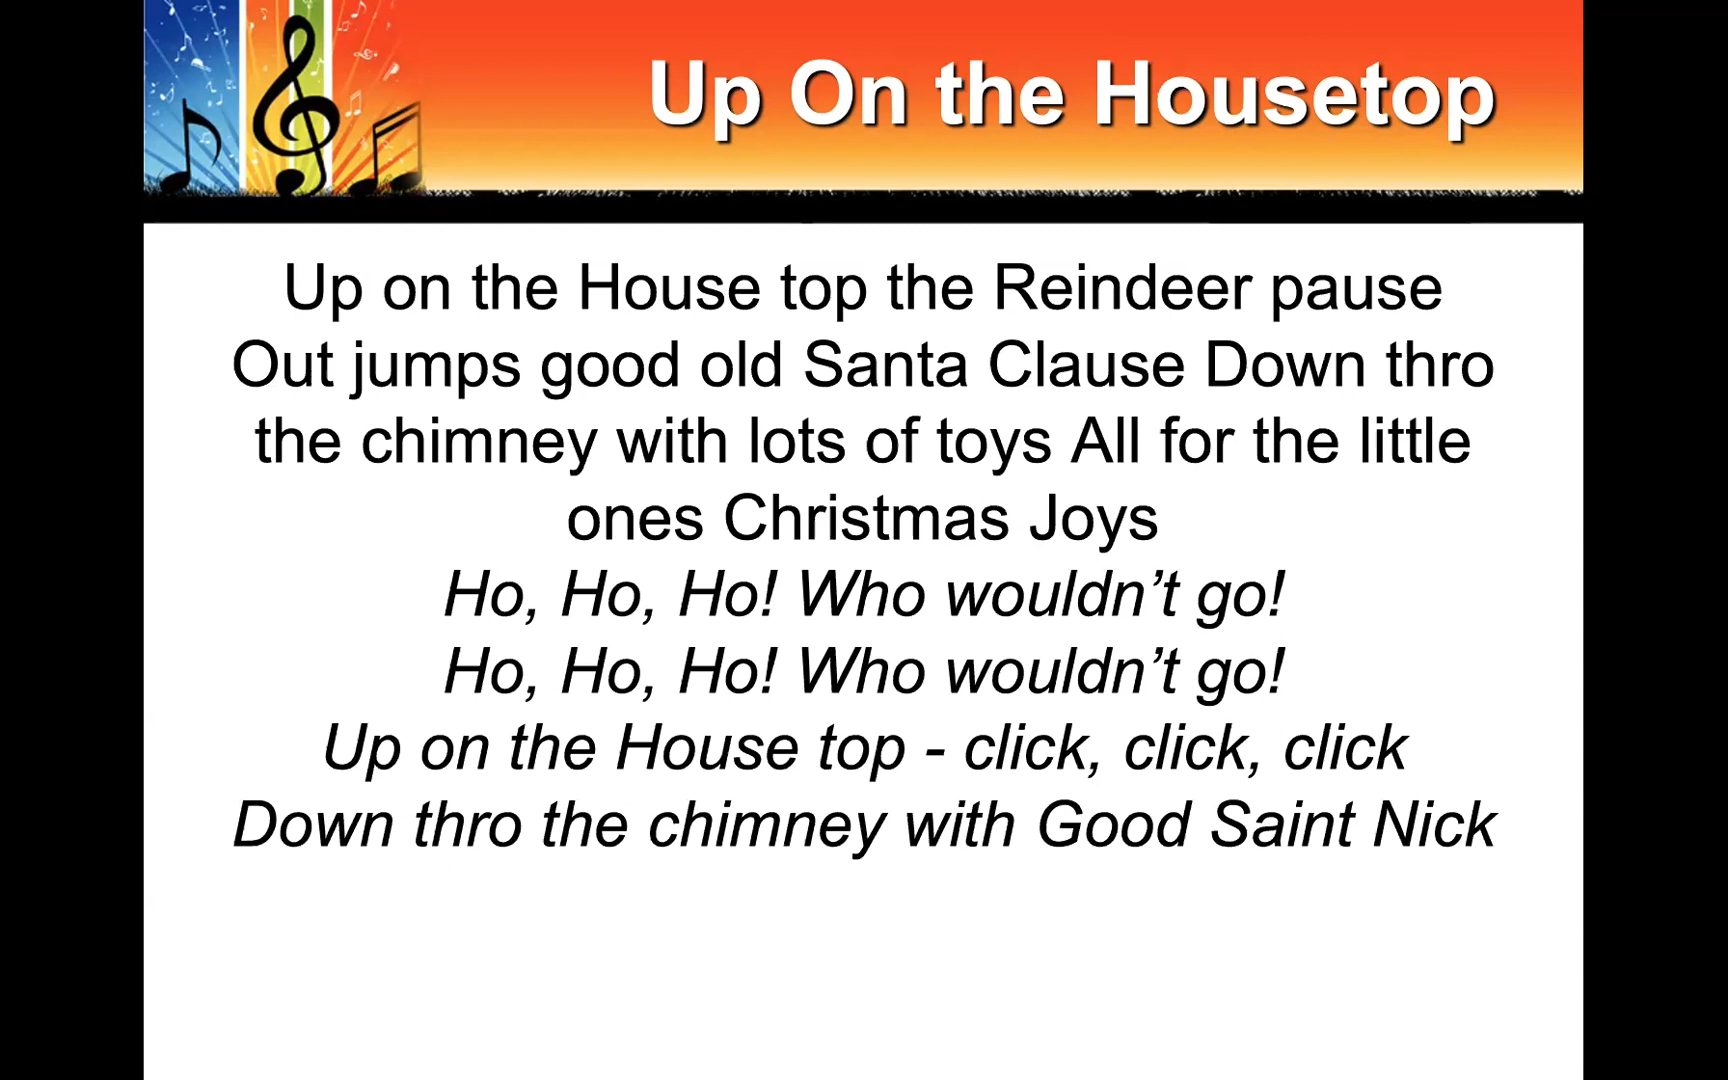 Up On the Housetop
Up on the House top the Reindeer pause
Out jumps good old Santa Clause Down thro
the chimney with lots of toys All for the little
ones Christmas Joys
Ho, Ho, Ho! Who wouldn’t go!
Ho, Ho, Ho! Who wouldn’t go!
Up on the House top - click, click, click
Down thro the chimney with Good Saint Nick